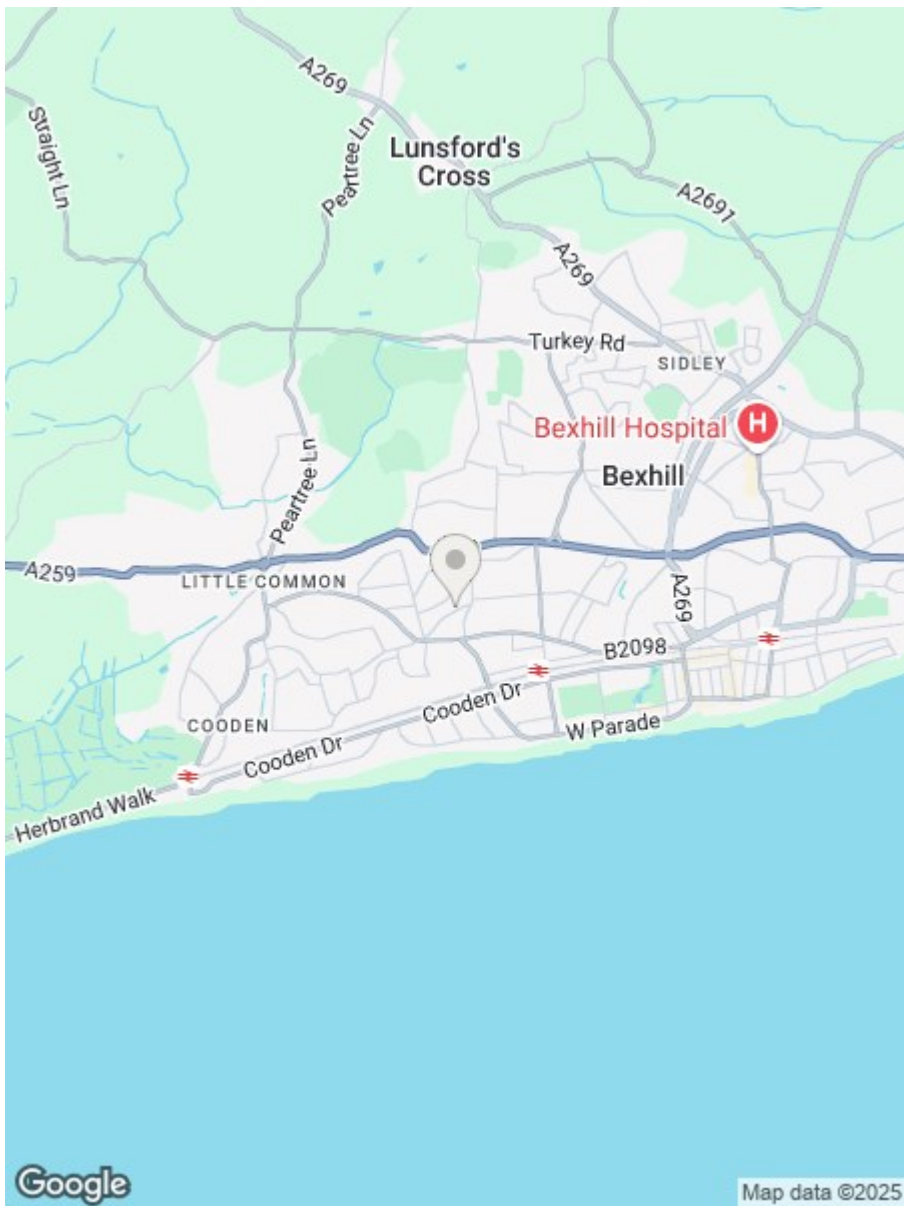 A269
Straight Ln
Peartree Ln
Lunsford's
Cross
A2691
A269
Turkey Rd
SIDLEY
Bexhill Hospital
H
Bexhill
Peartree Ln
A259
LITTLE COMMON
A269
B2098
Cooden Dr
COODEN
W Parade
Cooden Dr
Herbrand Walk
Google
Map data ©2025